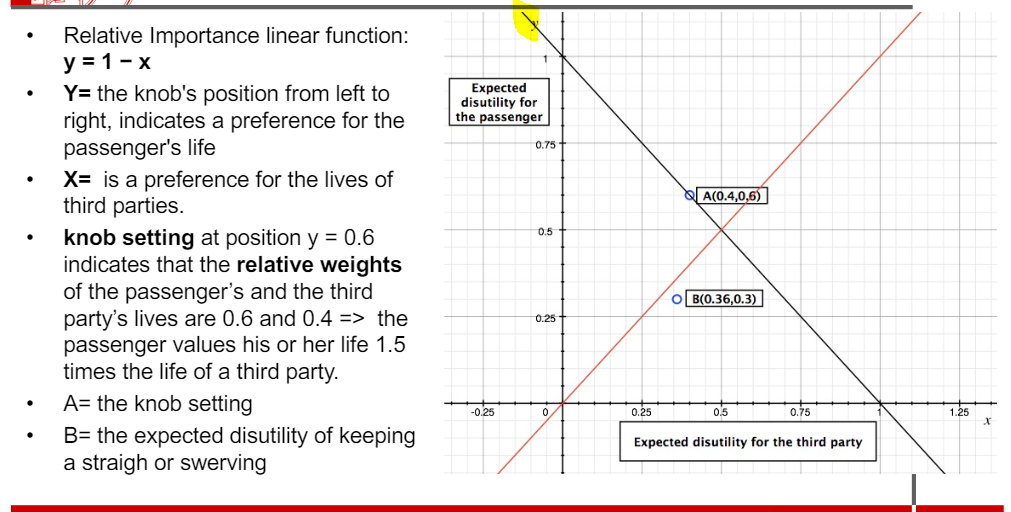 • Relative Importance linear function:
y = 1 − x
• Y= the knob's position from left to
right, indicates a preference for the
passenger's life
• X= is a preference for the lives of
third parties.
• knob setting at position y = 0.6
indicates that the relative weights
of the passenger’s and the third
party’s lives are 0.6 and 0.4 => the
passenger values his or her life 1.5
times the life of a third party.
• A= the knob setting
• B= the expected disutility of keeping
a straigh or swerving
y
1
Expected
disutility for
the passenger
0.75
A(0.4,0,6)
0.5
B(0.36,0.3)
0.25
-0.25 0 0.25 0.5 0.75 1 1.25
x
Expected disutility for the third party